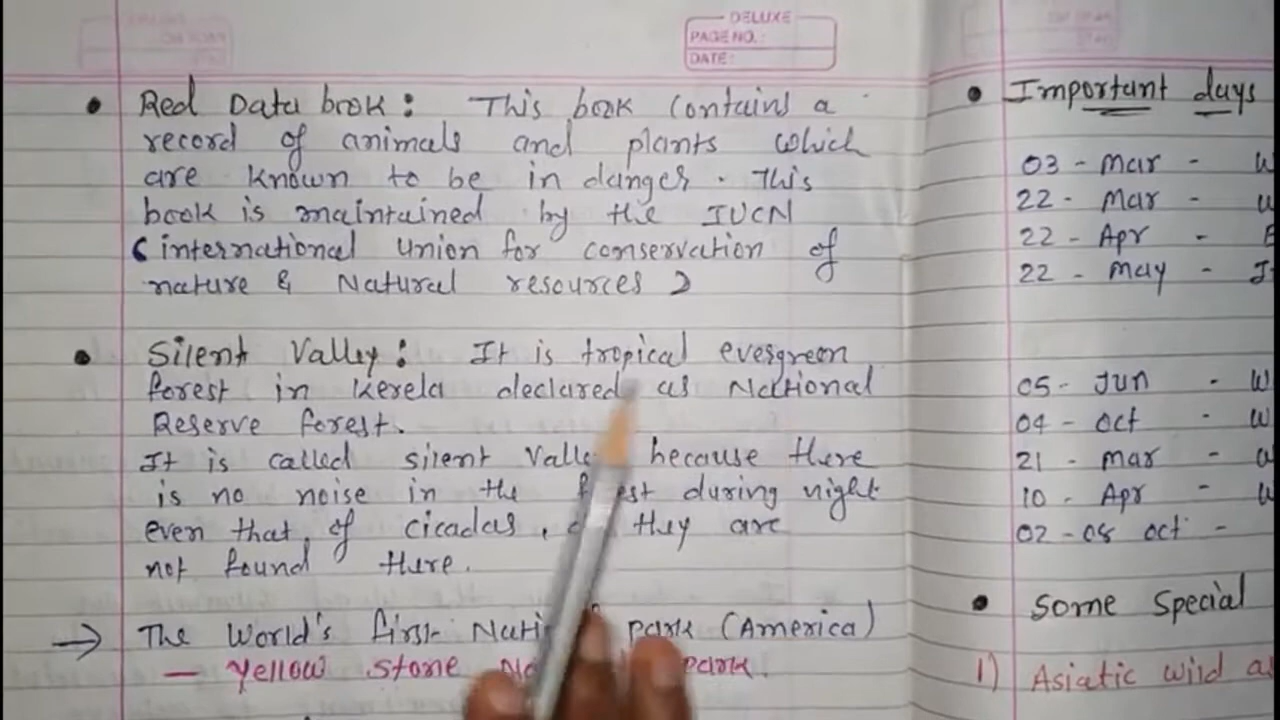 DELUXE
PAGE NO.:
DATE:
• Red Data book: This book Contains a
record of animals and plants which
are known to be in danger. This
book is maintained by the IUCN
(international union for conservation of
nature & Natural resources)
• Silent Valley: It is tropical evergreen
forest in Kerela declared as National
Reserve forest.
It is called silent because there
is no noise in the during night
even that of cicadas, they are
not found there.
→ The World's first park (America)
— Yellow stone park.
• Important days
03 - Mar -
22 - Mar -
22 - Apr -
22 - May -
05 - Jun -
04 - Oct -
21 - Mar -
10 - Apr -
02 - 08 Oct -
• Some Special
1) Asiatic wild